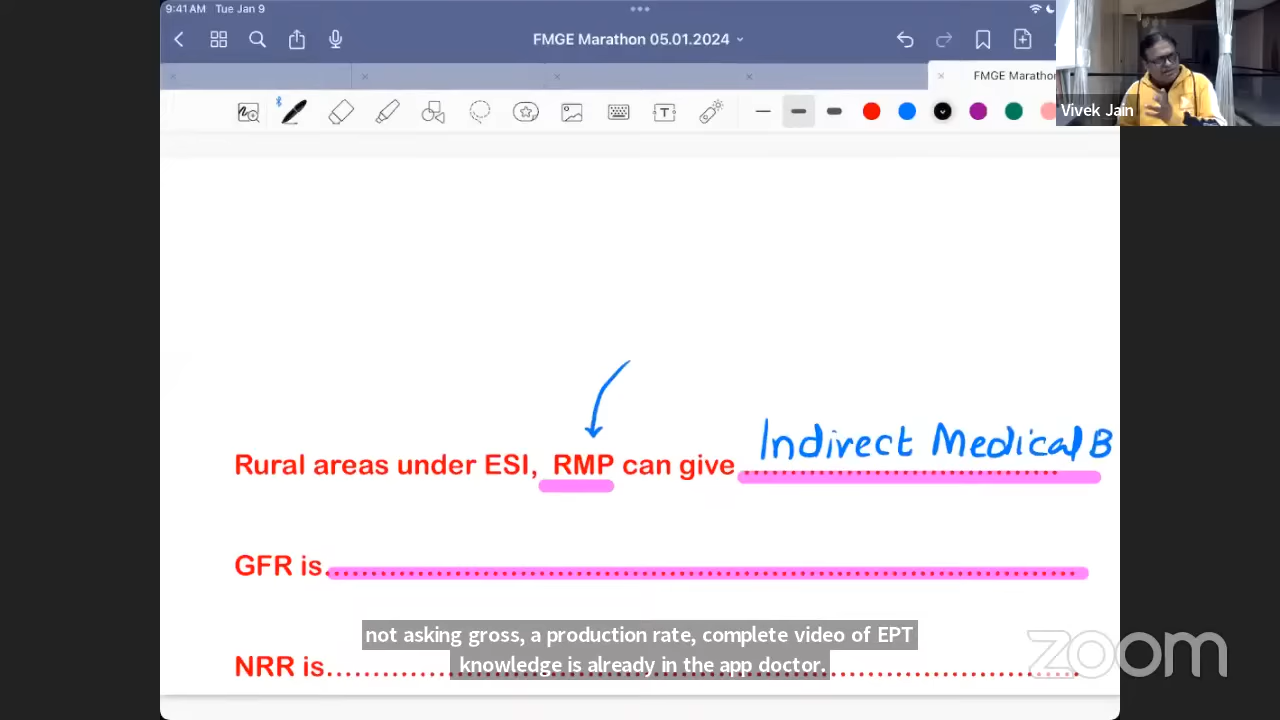 9:41 AM Tue Jan 9
FMGE Marathon 05.01.2024
FMGE Marathon
Vivek Jain
Indirect Medical B
Rural areas under ESI, RMP can give ..................................
GFR is...............................................................................
not asking gross, a production rate, complete video of EPT
knowledge is already in the app doctor.
NRR is...............................................................................
zoom